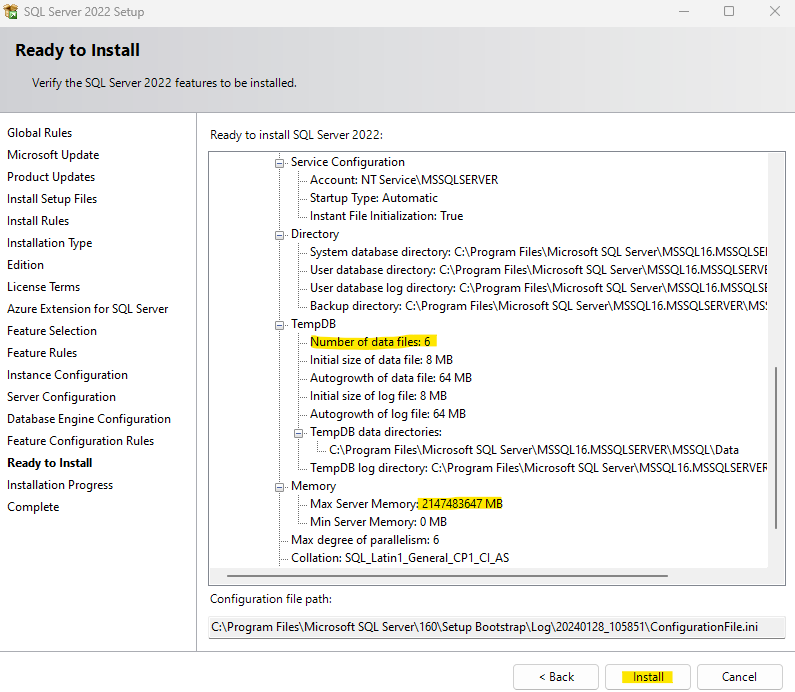 SQL Server 2022 Setup
Ready to Install
Verify the SQL Server 2022 features to be installed.
Global Rules
Microsoft Update
Product Updates
Install Setup Files
Install Rules
Installation Type
Edition
License Terms
Azure Extension for SQL Server
Feature Selection
Feature Rules
Instance Configuration
Server Configuration
Database Engine Configuration
Feature Configuration Rules
Ready to Install
Installation Progress
Complete
Ready to install SQL Server 2022:
Service Configuration
Account: NT Service\MSSQLSERVER
Startup Type: Automatic
Instant File Initialization: True
Directory
System database directory: C:\Program Files\Microsoft SQL Server\MSSQL16.MSSQLSE
User database directory: C:\Program Files\Microsoft SQL Server\MSSQL16.MSSQLSERVE
User database log directory: C:\Program Files\Microsoft SQL Server\MSSQL16.MSSQLS
Backup directory: C:\Program Files\Microsoft SQL Server\MSSQL16.MSSQLSERVER\MS
TempDB
Number of data files: 6
Initial size of data file: 8 MB
Autogrowth of data file: 64 MB
Initial size of log file: 8 MB
Autogrowth of log file: 64 MB
TempDB data directories:
C:\Program Files\Microsoft SQL Server\MSSQL16.MSSQLSERVER\MSSQL\Data
TempDB log directory: C:\Program Files\Microsoft SQL Server\MSSQL16.MSSQLSERVER
Memory
Max Server Memory: 2147483647 MB
Min Server Memory: 0 MB
Max degree of parallelism: 6
Collation: SQL_Latin1_General_CP1_CI_AS
Configuration file path:
C:\Program Files\Microsoft SQL Server\160\Setup Bootstrap\Log\20240128_105851\ConfigurationFile.ini
< Back
Install
Cancel